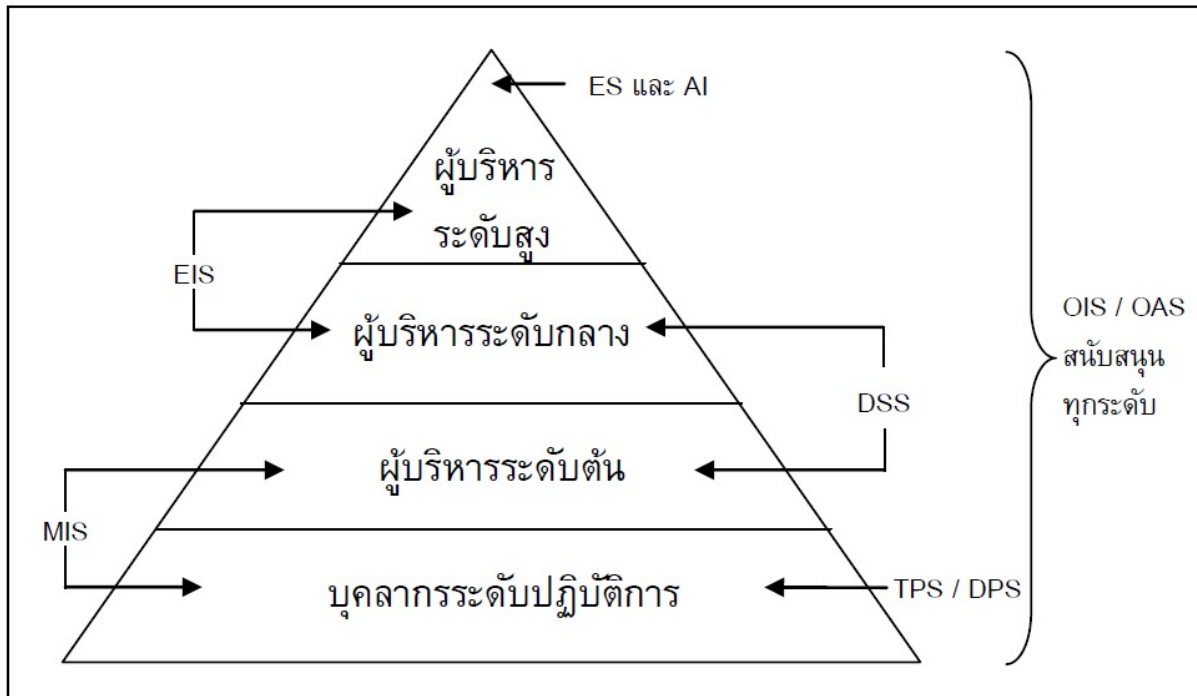 ES และ AI
ผู้บริหาร
ระดับสูง
EIS
ผู้บริหารระดับกลาง
OIS / OAS
สนับสนุน
ทุกระดับ
DSS
ผู้บริหารระดับต้น
MIS
บุคลากรระดับปฏิบัติการ
TPS / DPS